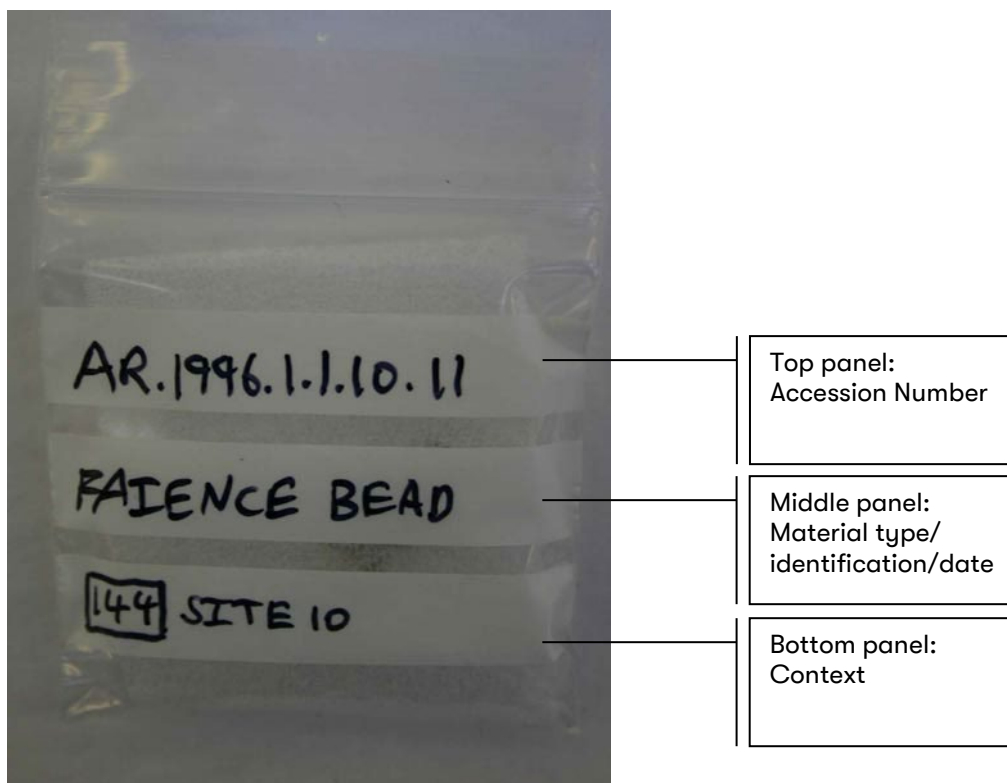 AR.1996.1.1.10.11
FAIENCE BEAD
144 SITE 10
Top panel:
Accession Number
Middle panel:
Material type/
identification/date
Bottom panel:
Context